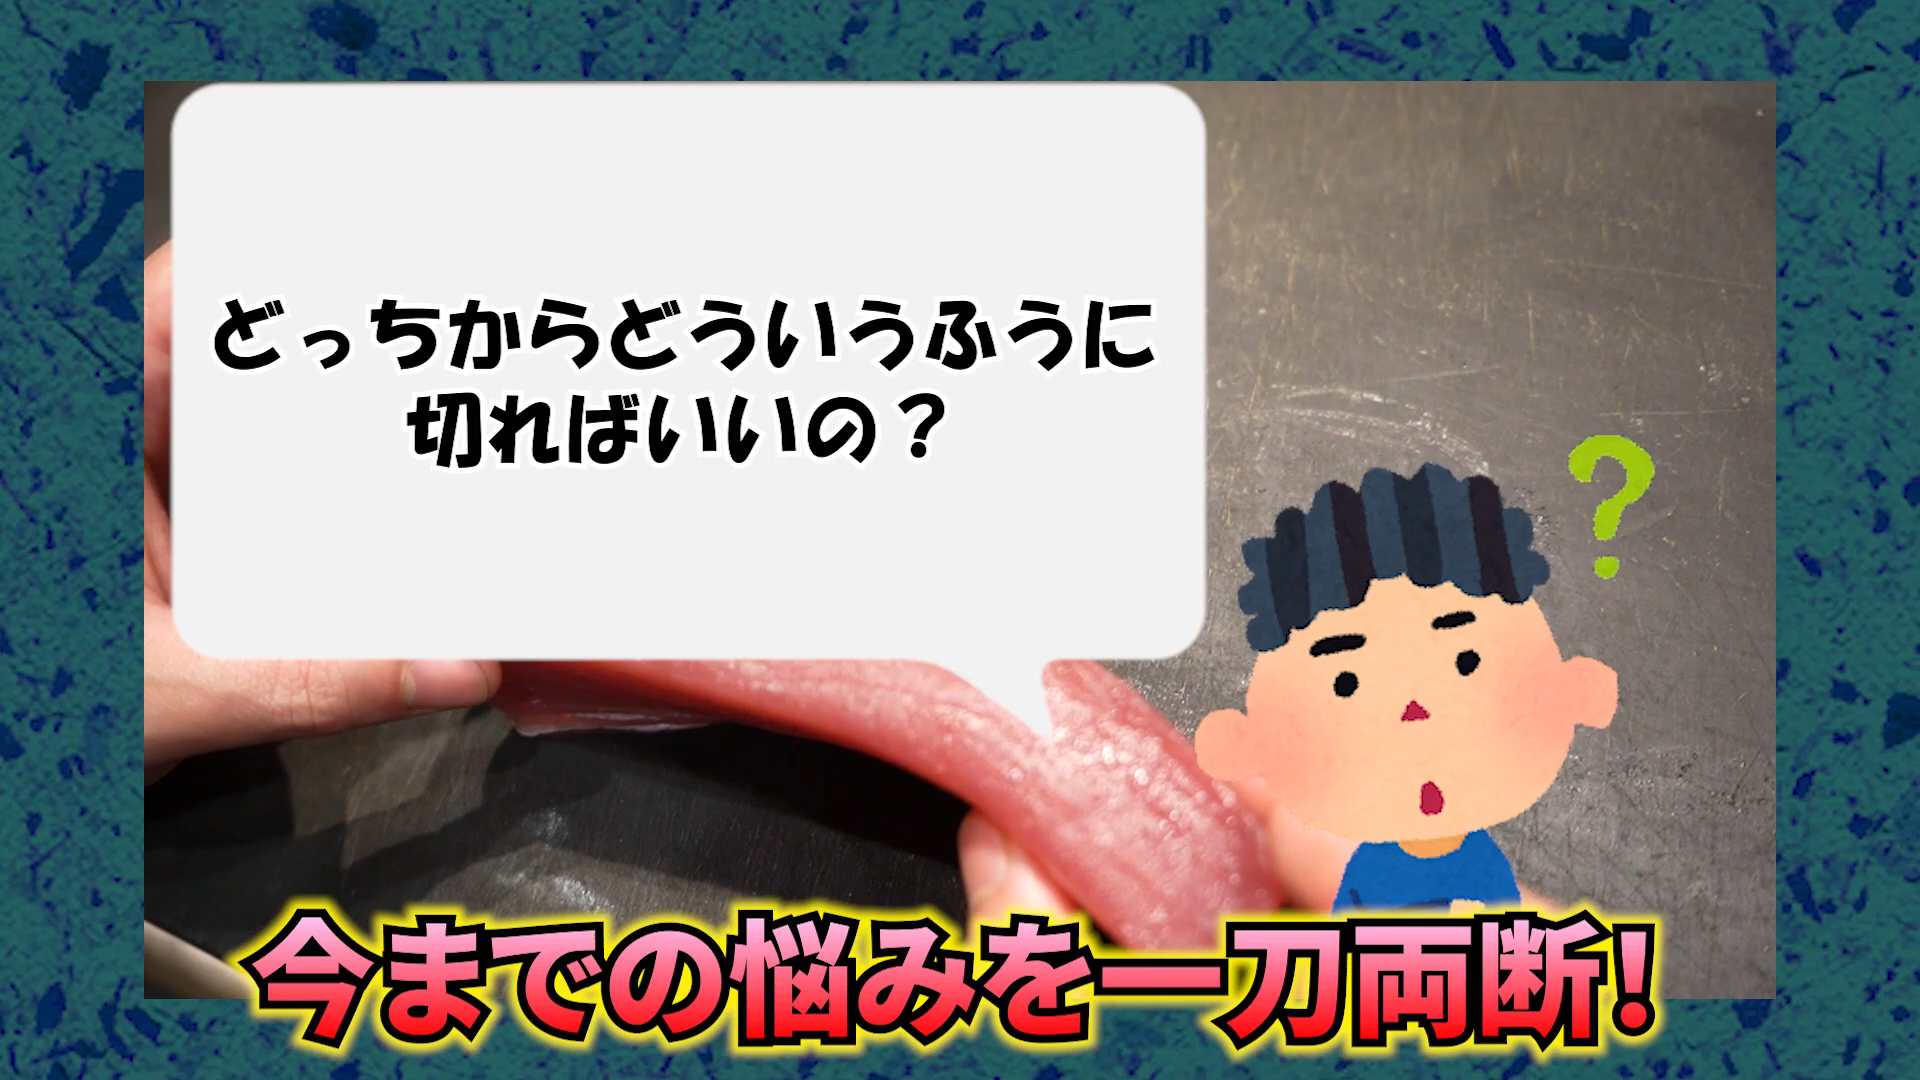 どっちからどういうふうに
切ればいいの？
?
今までの悩みを一刀両断!